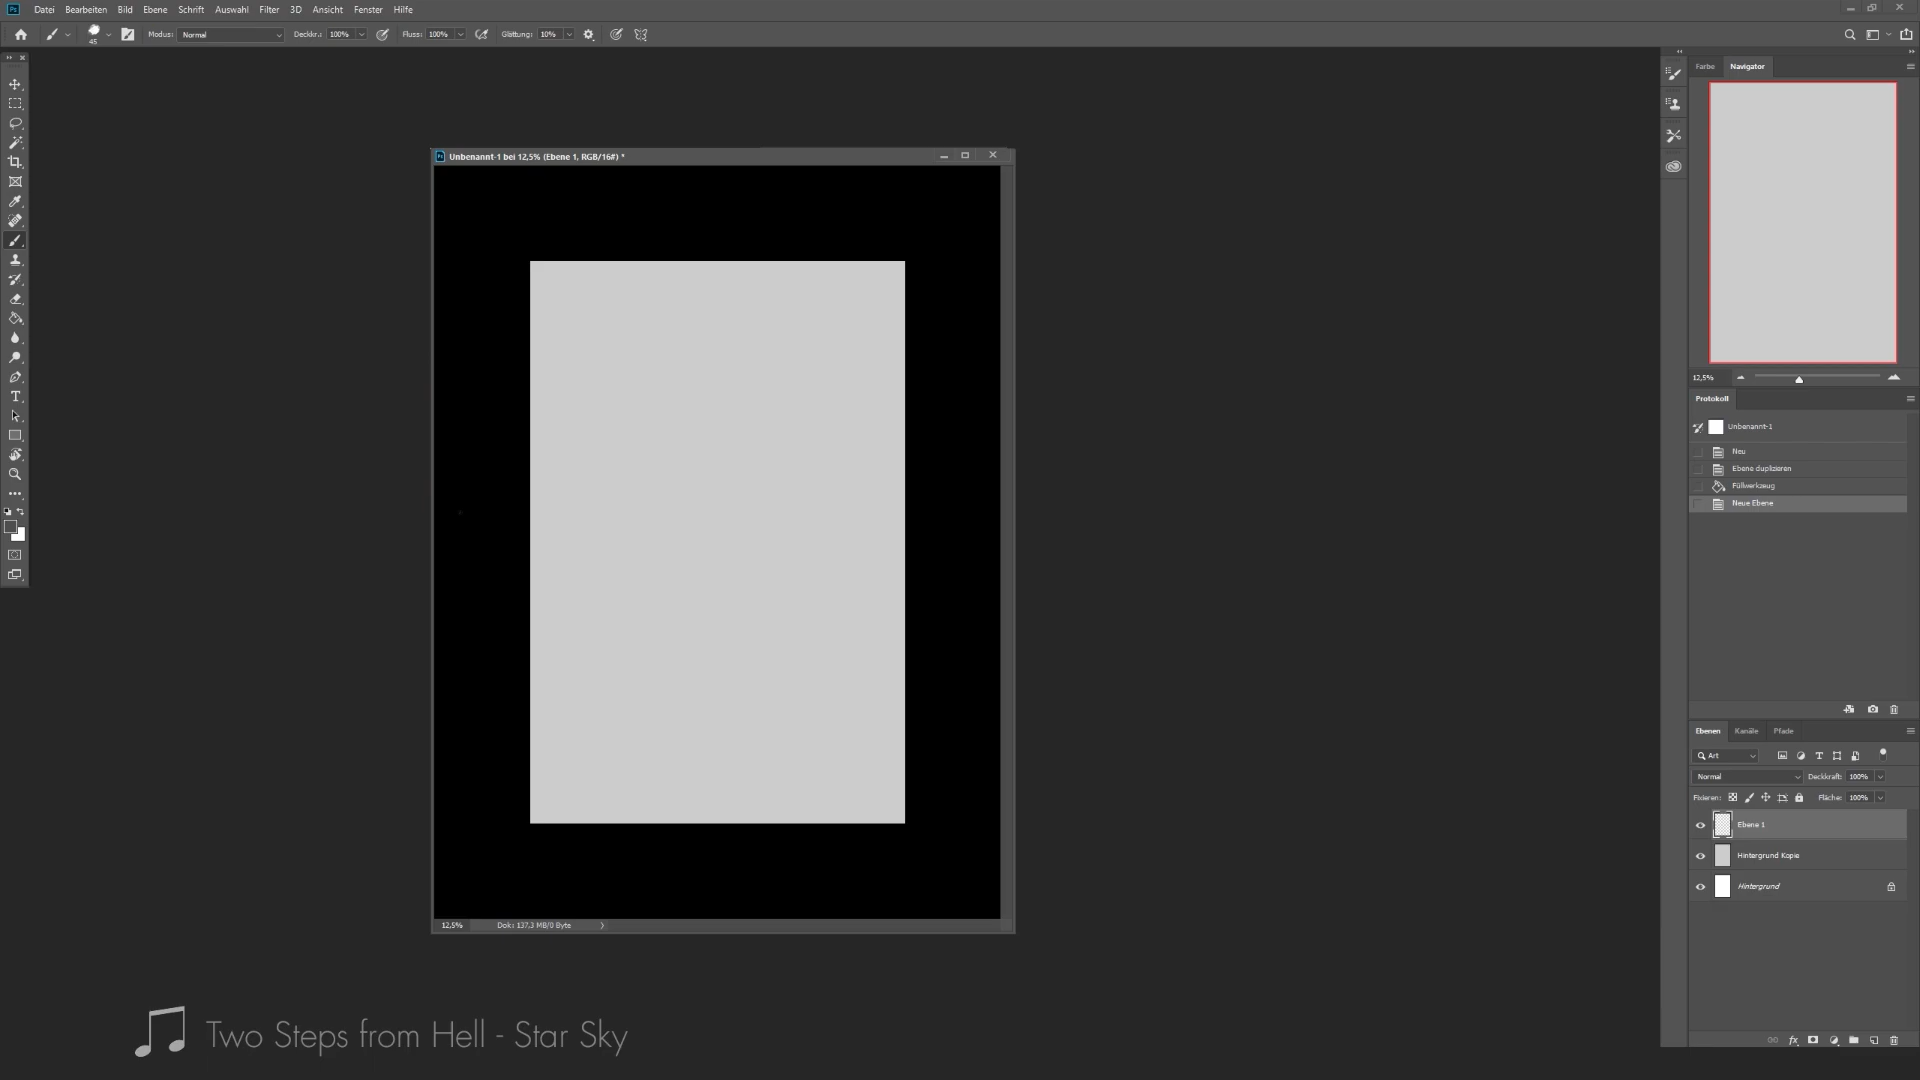 Ps Datei Bearbeiten Bild Ebene Schrift Auswahl Filter 3D Ansicht Fenster Hilfe
45 Modus: Normal Deckkr.: 100% Fluss: 100% Glättung: 10%
Farbe Navigator
Unbenannt-1 bei 12,5% (Ebene 1, RGB/16#) *
12,5%
Protokoll
Unbenannt-1
Neu
Ebene duplizieren
Füllwerkzeug
Neue Ebene
Ebenen Kanäle Pfade
Art
Normal Deckkraft: 100%
Fixieren: Fläche: 100%
Ebene 1
Hintergrund Kopie
Hintergrund
12,5% Dok: 137,3 MB/0 Byte
fx
Two Steps from Hell - Star Sky